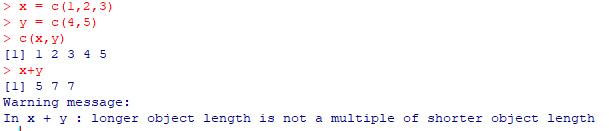 > x = c(1,2,3)
> y = c(4,5)
> c(x,y)
[1] 1 2 3 4 5
> x+y
[1] 5 7 7
Warning message:
In x + y : longer object length is not a multiple of shorter object length